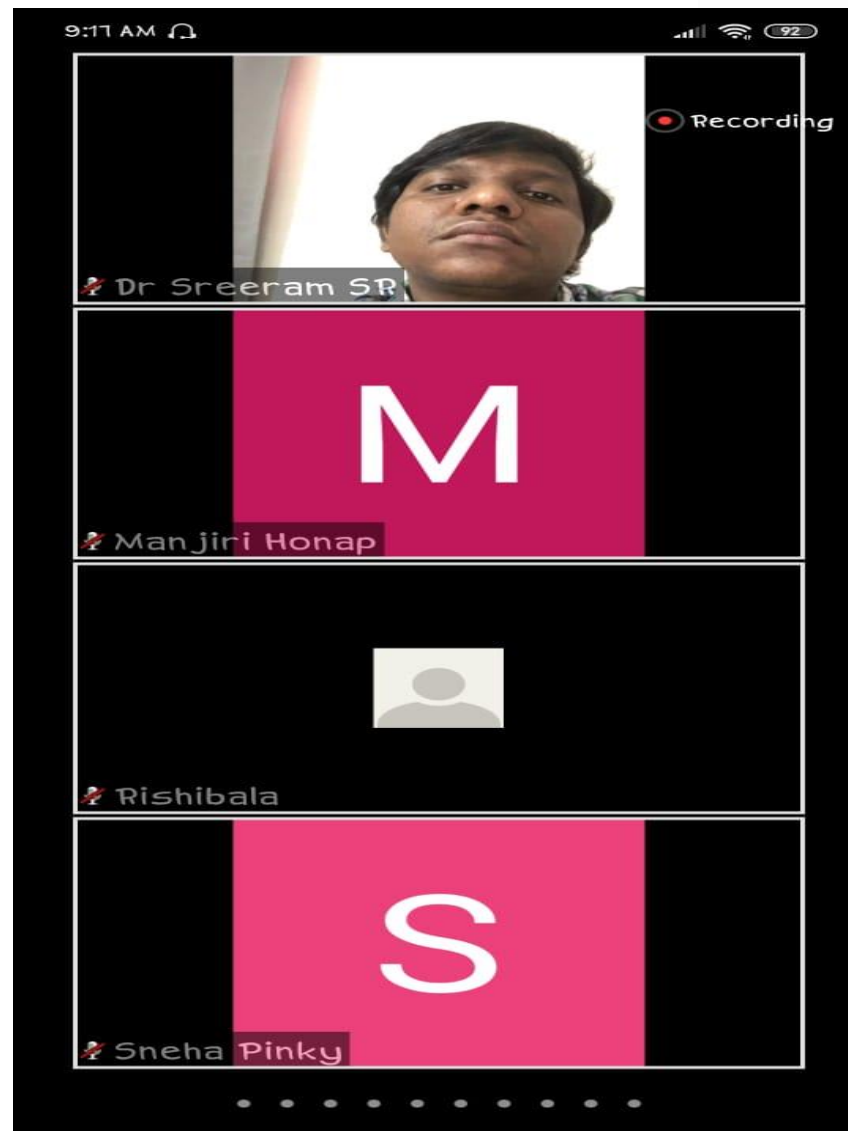 9:17 AM
92
Recording
Dr Sreeram SR
M
Manjiri Honap
Rishibala
S
Sneha Pinky